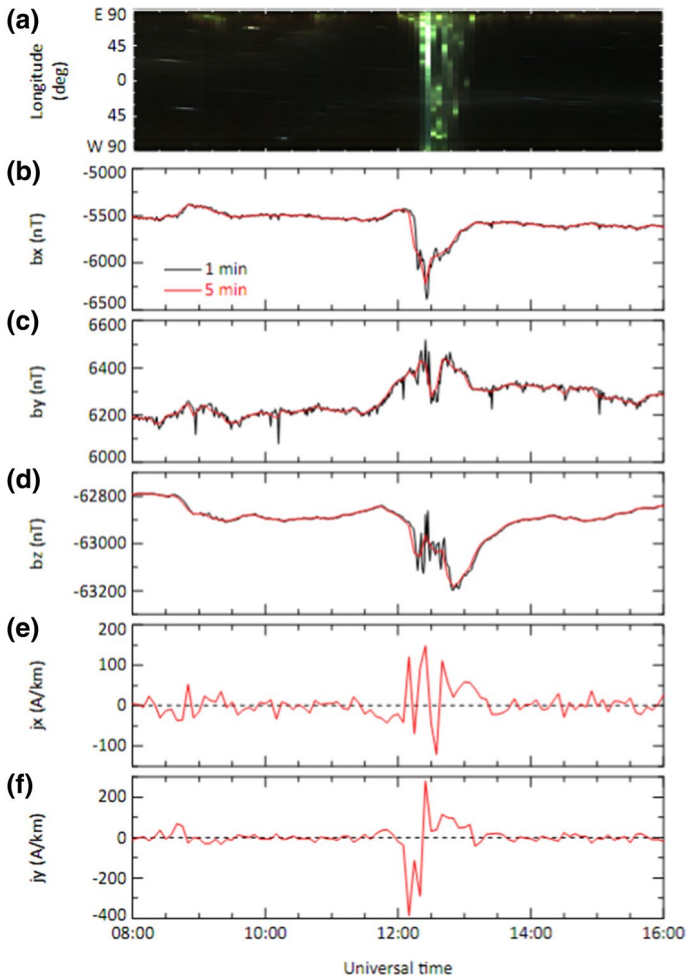 (a)
E 90
45
0
45
W 90
Longitude
(deg)
(b)
-5000
-5500
-6000
-6500
bx (nT)
1 min
5 min
(c)
6600
6400
6200
6000
by (nT)
(d)
-62800
-63000
-63200
bz (nT)
(e)
200
100
0
-100
jx (A/km)
(f)
200
0
-200
-400
jy (A/km)
08:00 10:00 12:00 14:00 16:00
Universal time